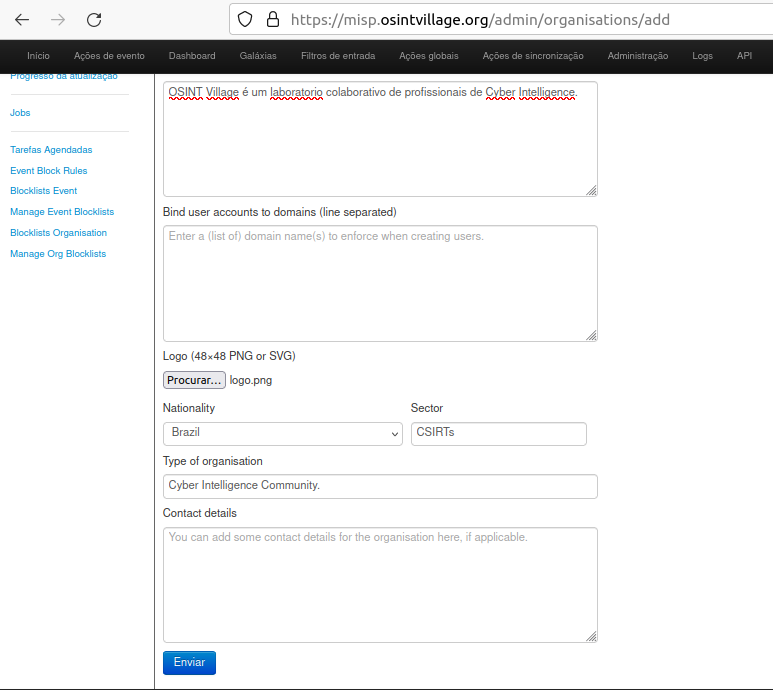 https://misp.osintvillage.org/admin/organisations/add
Início Ações de evento Dashboard Galáxias Filtros de entrada Ações globais Ações de sincronização Administração Logs API
Progresso da atualização
Jobs
Tarefas Agendadas
Event Block Rules
Blocklists Event
Manage Event Blocklists
Blocklists Organisation
Manage Org Blocklists
OSINT Village é um laboratorio colaborativo de profissionais de Cyber Intelligence.
Bind user accounts to domains (line separated)
Enter a (list of) domain name(s) to enforce when creating users.
Logo (48×48 PNG or SVG)
Procurar... logo.png
Nationality Sector
Brazil CSIRTs
Type of organisation
Cyber Intelligence Community.
Contact details
You can add some contact details for the organisation here, if applicable.
Enviar